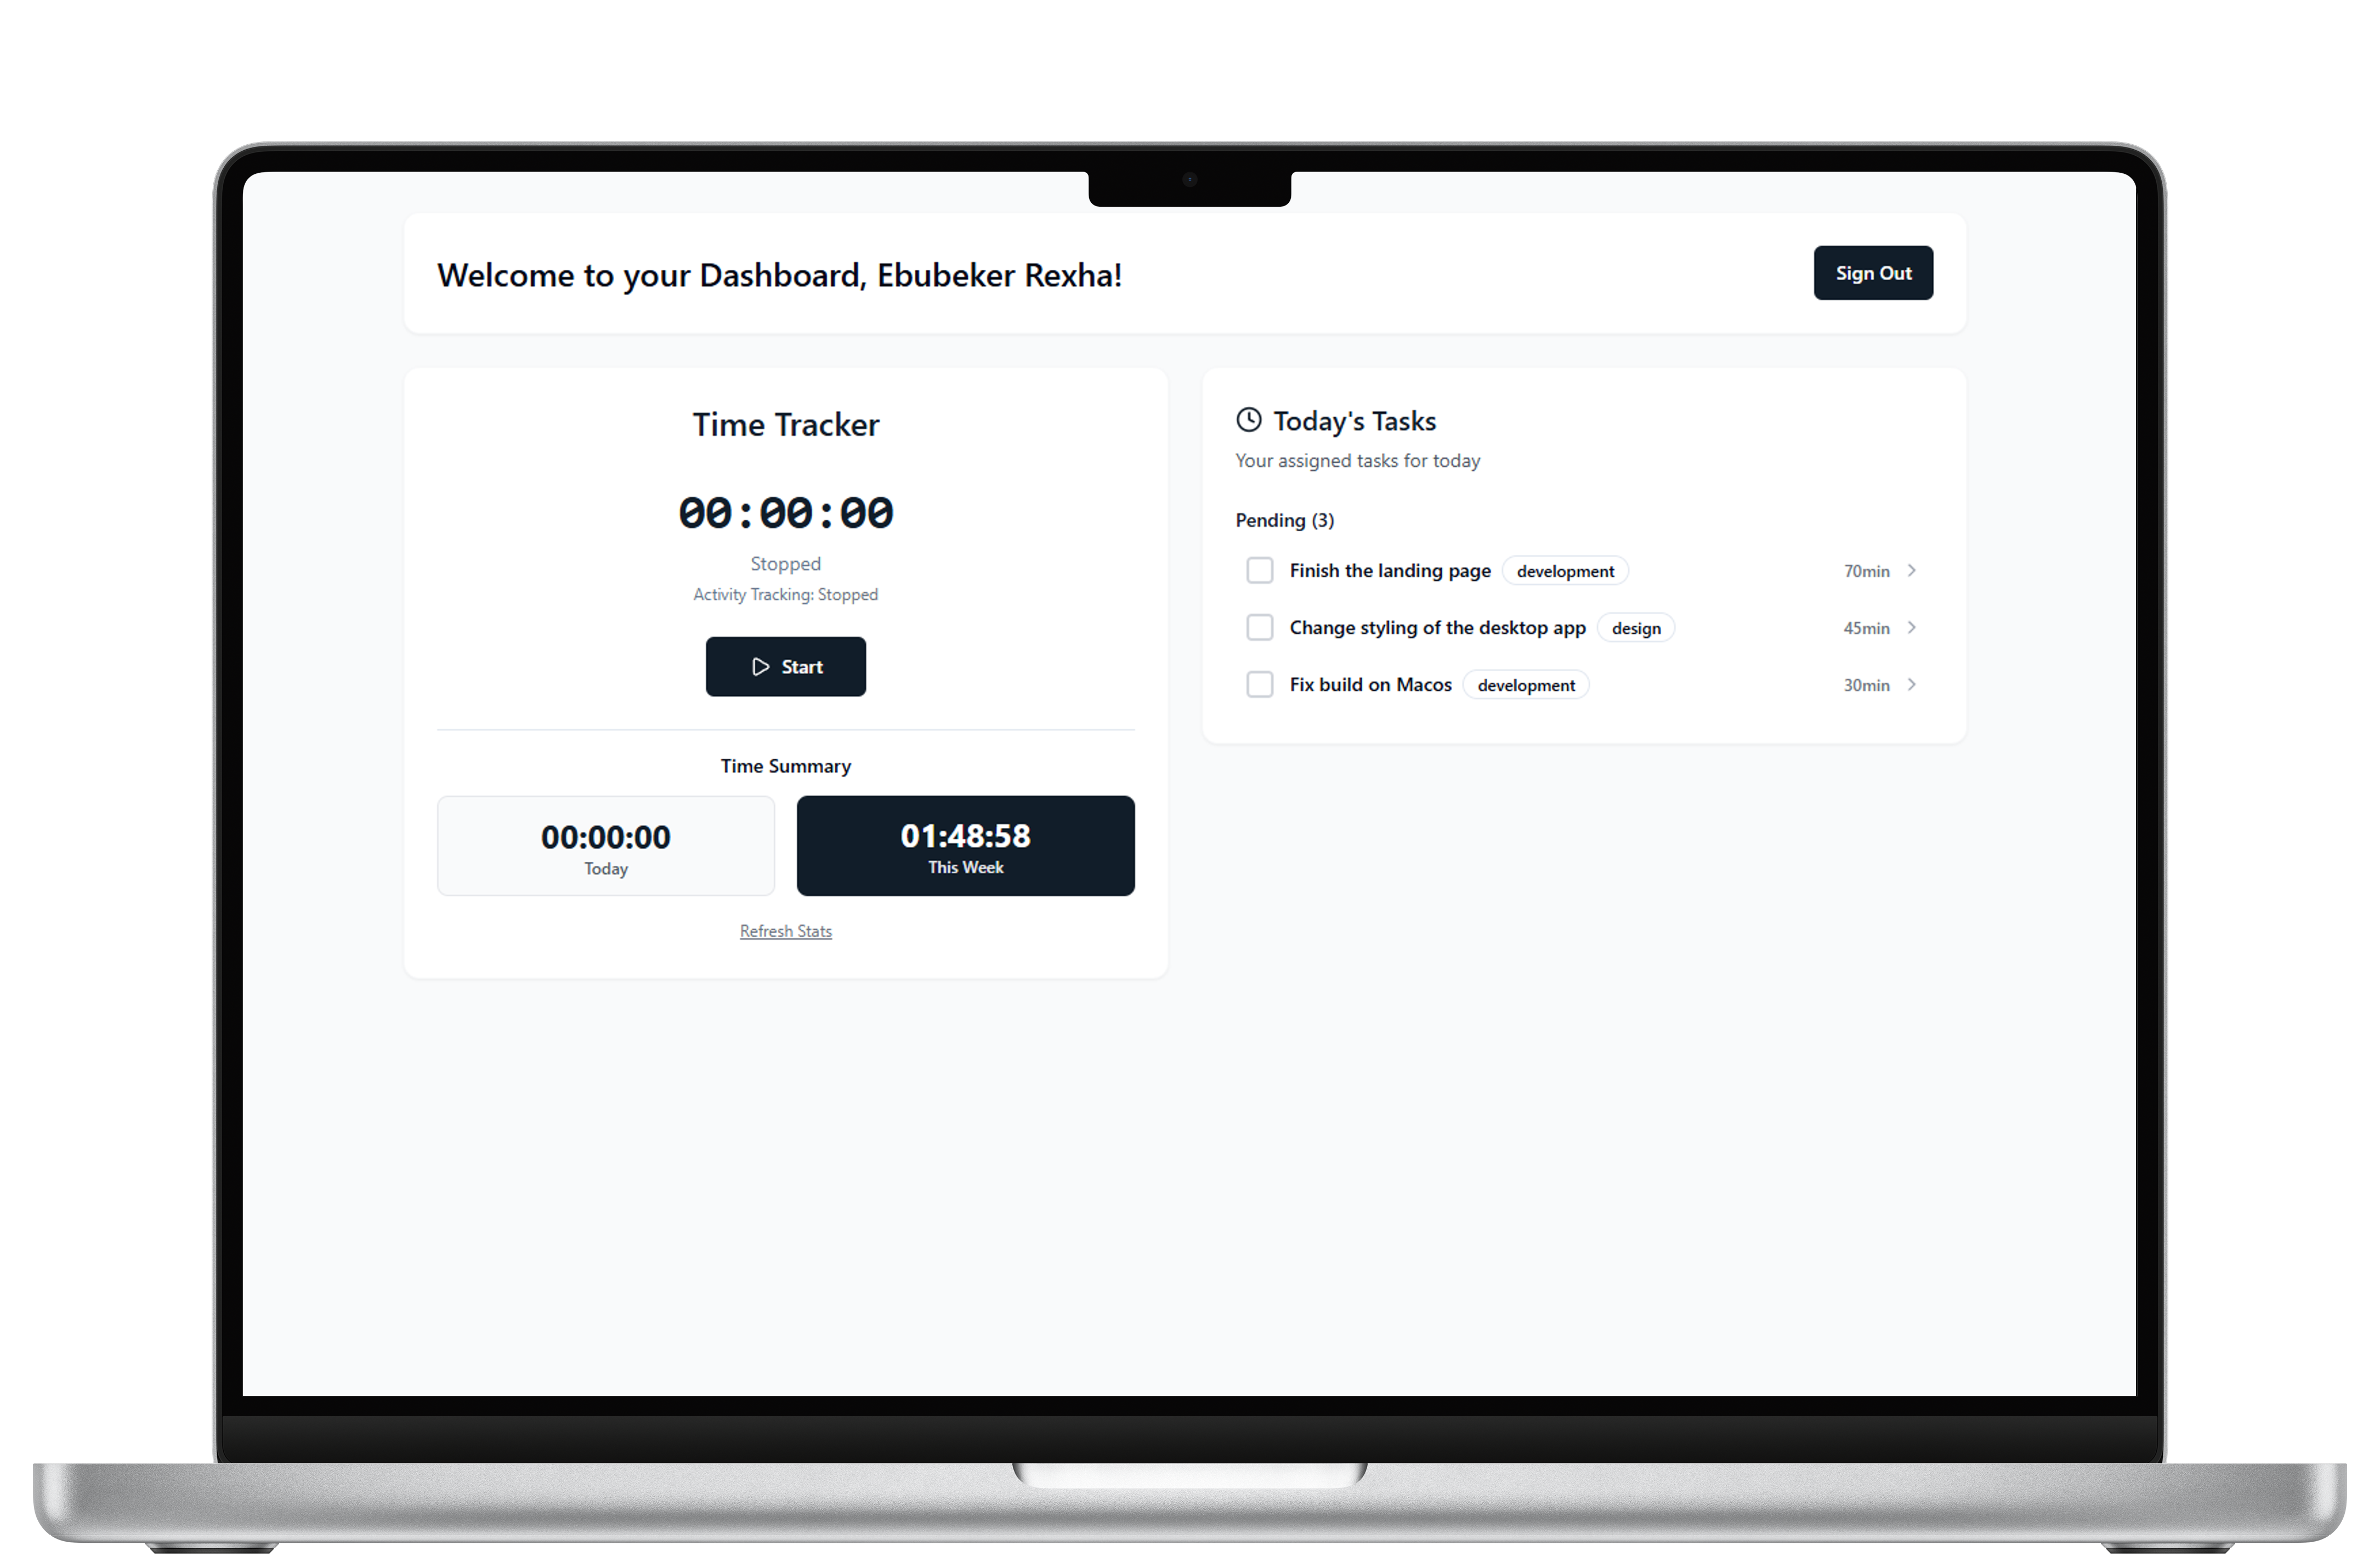 Welcome to your Dashboard, Ebubeker Rexha!
Sign Out
Time Tracker
00:00:00
Stopped
Activity Tracking: Stopped
Start
Time Summary
00:00:00
Today
01:48:58
This Week
Refresh Stats
Today's Tasks
Your assigned tasks for today
Pending (3)
Finish the landing page development 70min
Change styling of the desktop app design 45min
Fix build on Macos development 30min